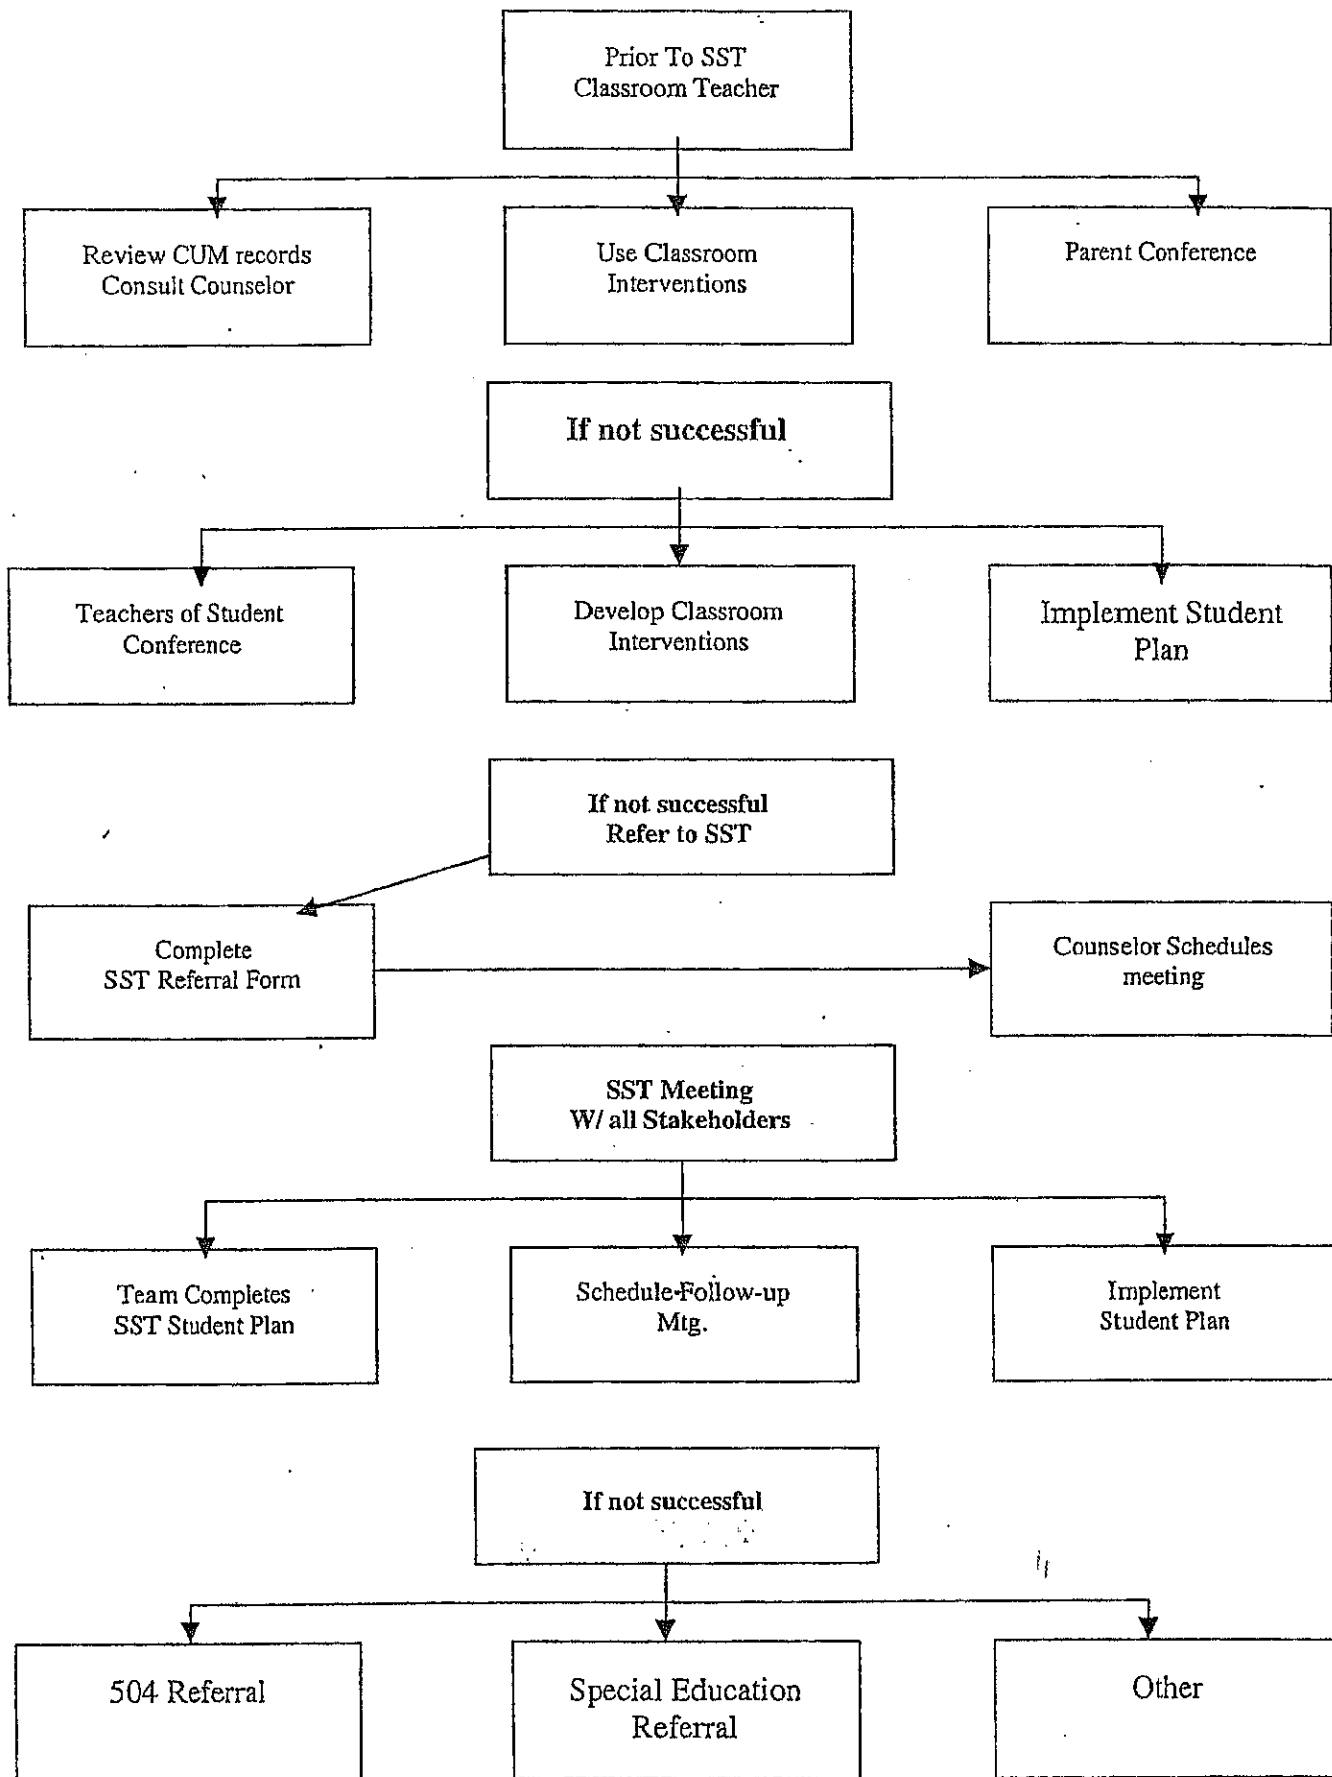 Prior To SST
Classroom Teacher
Review CUM records
Consult Counselor
Use Classroom
Interventions
Parent Conference
If not successful
Teachers of Student
Conference
Develop Classroom
Interventions
Implement Student
Plan
If not successful
Refer to SST
Complete
SST Referral Form
Counselor Schedules
meeting
SST Meeting
W/ all Stakeholders
Team Completes
SST Student Plan
Schedule Follow-up
Mtg.
Implement
Student Plan
If not successful
504 Referral
Special Education
Referral
Other